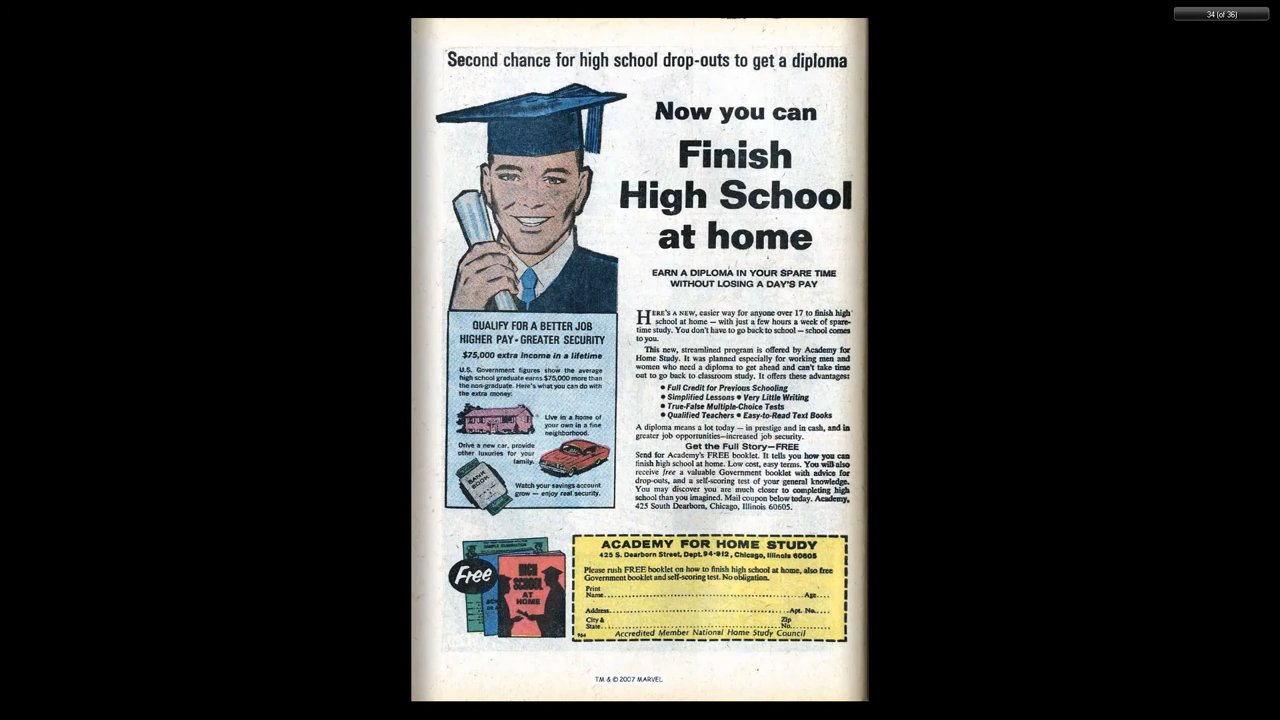 34 (of 36)
Second chance for high school drop-outs to get a diploma
Now you can
Finish
High School
at home
EARN A DIPLOMA IN YOUR SPARE TIME
WITHOUT LOSING A DAY'S PAY
HERE'S A NEW, easier way for anyone over 17 to finish high
school at home — with just a few hours a week of spare-
time study. You don't have to go back to school — school comes
to you.
This new, streamlined program is offered by Academy for
Home Study. It was planned especially for working men and
women who need a diploma to get ahead and can't take time
out to go back to classroom study. It offers these advantages:
• Full Credit for Previous Schooling
• Simplified Lessons • Very Little Writing
• True-False Multiple-Choice Tests
• Qualified Teachers • Easy-to-Read Text Books
A diploma means a lot today — in prestige and in cash, and in
greater job opportunities—increased job security.
Get the Full Story—FREE
Send for Academy's FREE booklet. It tells you how you can
finish high school at home. Low cost, easy terms. You will also
receive free a valuable Government booklet with advice for
drop-outs, and a self-scoring test of your general knowledge.
You may discover you are much closer to completing high
school than you imagined. Mail coupon below today. Academy,
425 South Dearborn, Chicago, Illinois 60605.
QUALIFY FOR A BETTER JOB
HIGHER PAY • GREATER SECURITY
$75,000 extra income in a lifetime
U.S. Government figures show the average
high school graduate earns $75,000 more than
the non-graduate. Here's what you can do with
the extra money:
Live in a home of
your own in a fine
neighborhood.
Drive a new car, provide
other luxuries for your
family.
BANK
BOOK
Watch your savings account
grow — enjoy real security.
Free
HIGH
SCHOOL
AT
HOME
ACADEMY FOR HOME STUDY
425 S. Dearborn Street, Dept. 94-912, Chicago, Illinois 60605
Please rush FREE booklet on how to finish high school at home, also free
Government booklet and self-scoring test. No obligation.
Print
Name Age
Address Apt. No.
City & Zip
State No.
984 Accredited Member National Home Study Council
TM & © 2007 MARVEL